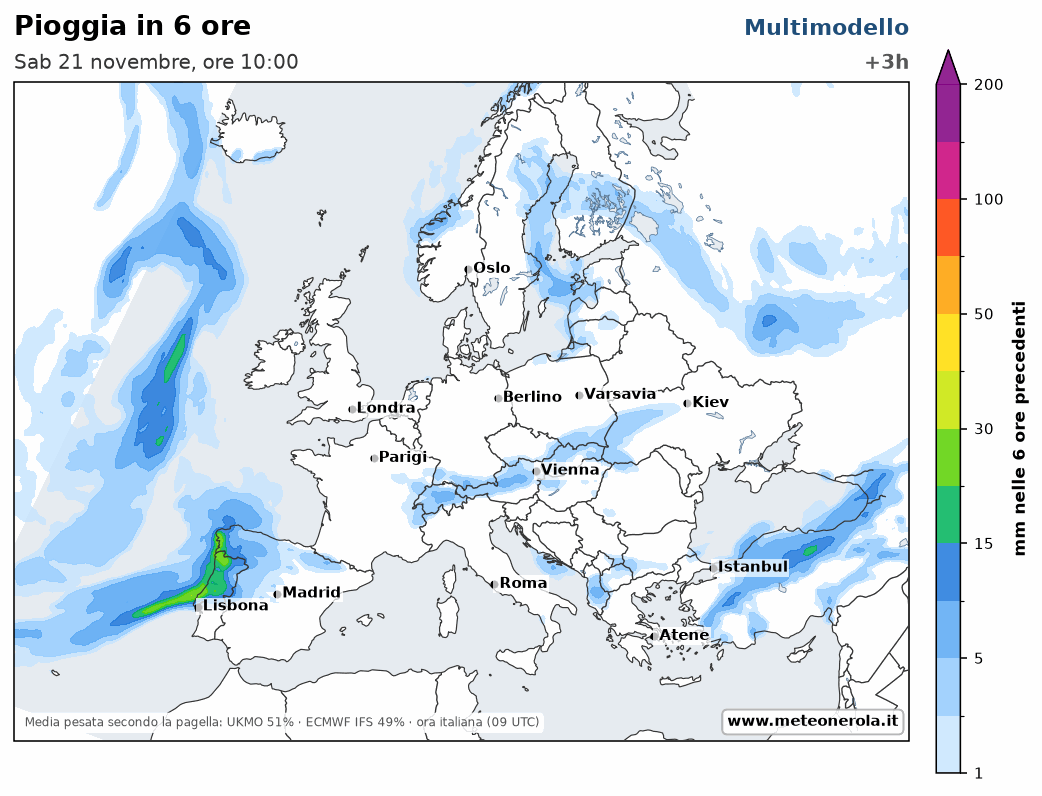 Pioggia in 6 ore
Multimodello
Sab 21 novembre, ore 10:00
+3h
200
100
50
30
15
5
1
mm nelle 6 ore precedenti
Oslo
Berlino
Varsavia
Kiev
Londra
Parigi
Vienna
Istanbul
Roma
Madrid
Lisbona
Atene
Media pesata secondo la pagella: UKMO 51% · ECMWF IFS 49% · ora italiana (09 UTC)
www.meteonerola.it